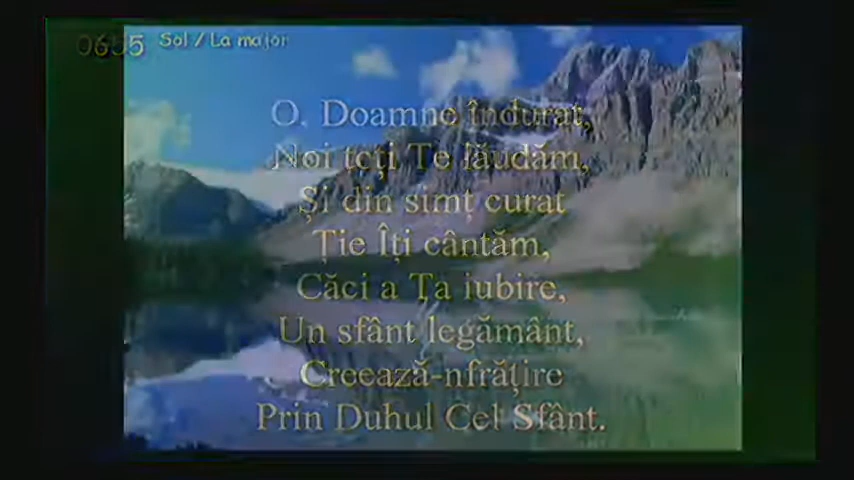 0655 Sol / La major
O. Doamne îndurat,
Noi toți Te lăudăm,
Și din simț curat
Ție Îți cântăm,
Căci a Ta iubire,
Un sfânt legământ,
Creează-nfrățire
Prin Duhul Cel Sfânt.